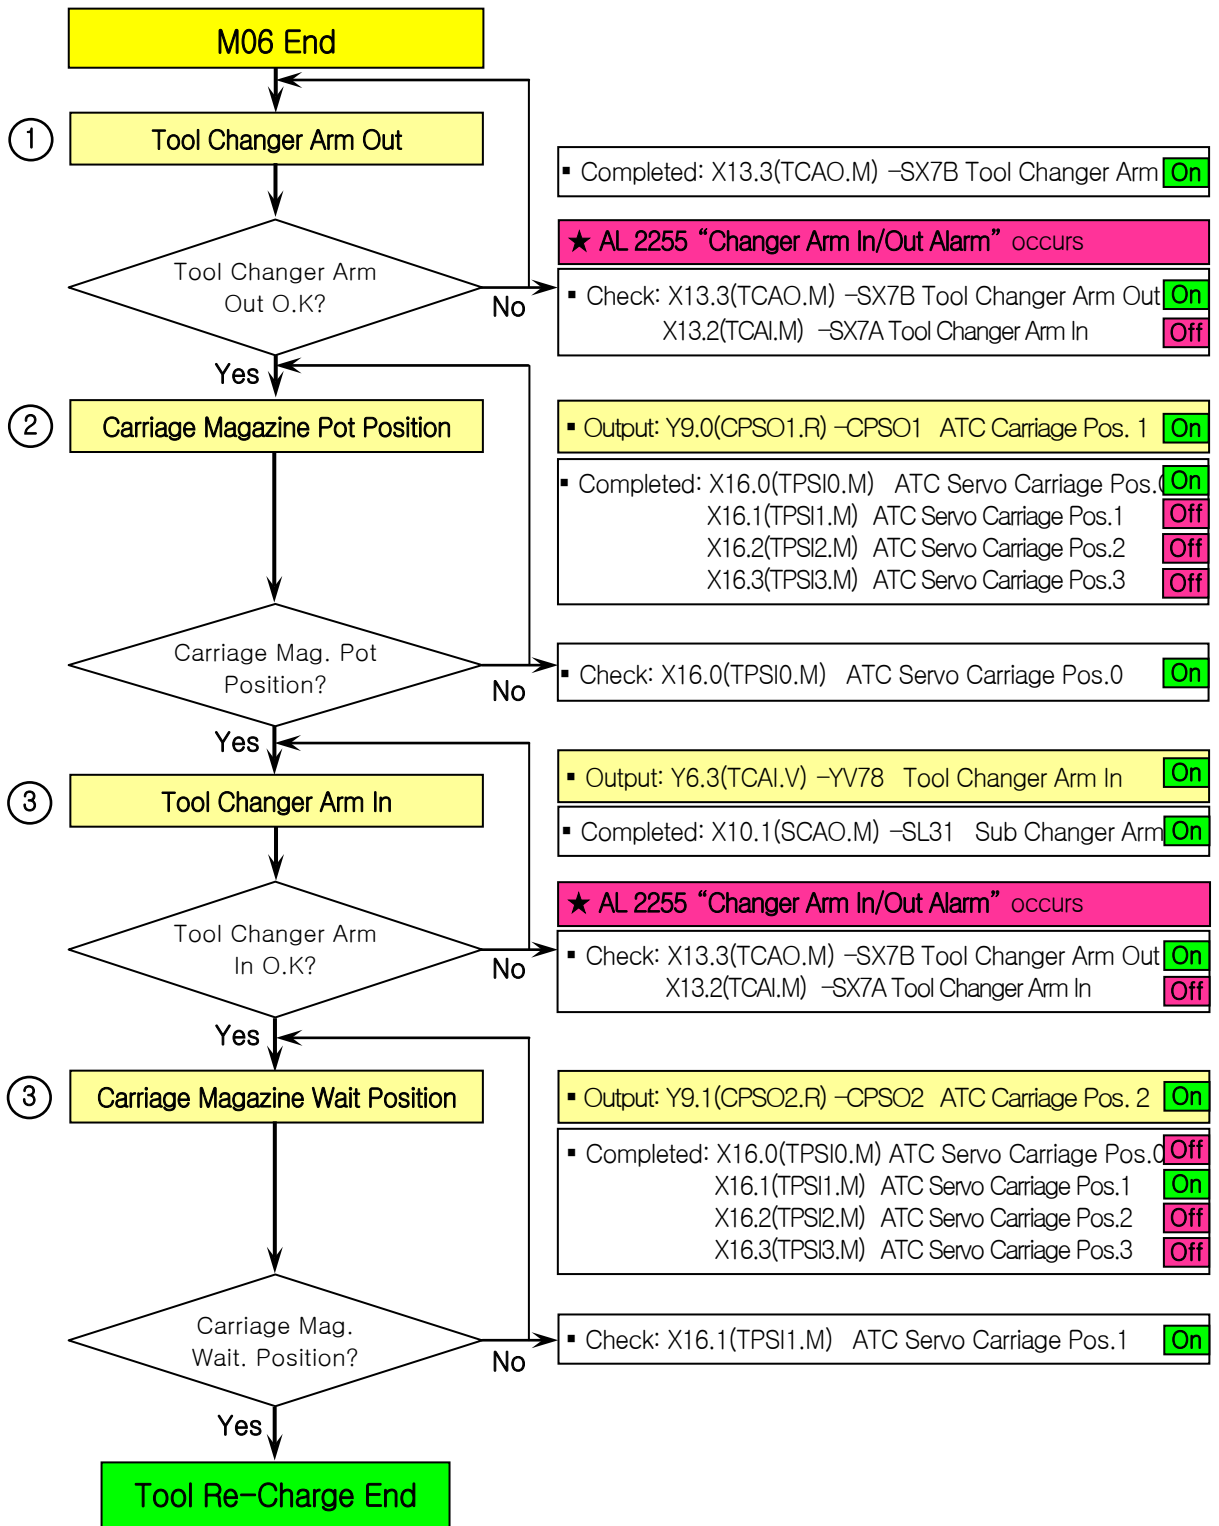 M06 End
① Tool Changer Arm Out
▪ Completed: X13.3(TCAO.M) –SX7B Tool Changer Arm On
Tool Changer Arm
Out O.K?
No
★ AL 2255 “Changer Arm In/Out Alarm” occurs
▪ Check: X13.3(TCAO.M) –SX7B Tool Changer Arm Out On
X13.2(TCAI.M) –SX7A Tool Changer Arm In Off
Yes
② Carriage Magazine Pot Position
▪ Output: Y9.0(CPSO1.R) –CPSO1 ATC Carriage Pos. 1 On
▪ Completed: X16.0(TPSI0.M) ATC Servo Carriage Pos.0 On
X16.1(TPSI1.M) ATC Servo Carriage Pos.1 Off
X16.2(TPSI2.M) ATC Servo Carriage Pos.2 Off
X16.3(TPSI3.M) ATC Servo Carriage Pos.3 Off
Carriage Mag. Pot
Position?
No
▪ Check: X16.0(TPSI0.M) ATC Servo Carriage Pos.0 On
Yes
③ Tool Changer Arm In
▪ Output: Y6.3(TCAI.V) –YV78 Tool Changer Arm In On
▪ Completed: X10.1(SCAO.M) –SL31 Sub Changer Arm On
Tool Changer Arm
In O.K?
No
★ AL 2255 “Changer Arm In/Out Alarm” occurs
▪ Check: X13.3(TCAO.M) –SX7B Tool Changer Arm Out On
X13.2(TCAI.M) –SX7A Tool Changer Arm In Off
Yes
③ Carriage Magazine Wait Position
▪ Output: Y9.1(CPSO2.R) –CPSO2 ATC Carriage Pos. 2 On
▪ Completed: X16.0(TPSI0.M) ATC Servo Carriage Pos.0 Off
X16.1(TPSI1.M) ATC Servo Carriage Pos.1 On
X16.2(TPSI2.M) ATC Servo Carriage Pos.2 Off
X16.3(TPSI3.M) ATC Servo Carriage Pos.3 Off
Carriage Mag.
Wait. Position?
No
▪ Check: X16.1(TPSI1.M) ATC Servo Carriage Pos.1 On
Yes
Tool Re-Charge End